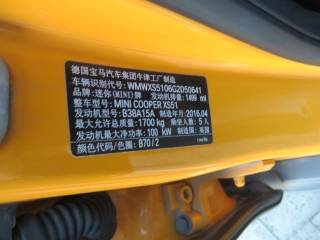 德国宝马汽车集团牛津工厂制造
车辆识别代号：WMWXS5106G2D50641
品牌：迷你(MINI)牌 发动机排量：1499 ml
整车型号：MINI COOPER XS51
发动机型号：B38A15A 制造年月：2016.04
最大允许总质量：1700 kg 乘坐人数：5 人
发动机最大净功率：100 kW 制造国：英国
颜色代码/色圈：B70/2